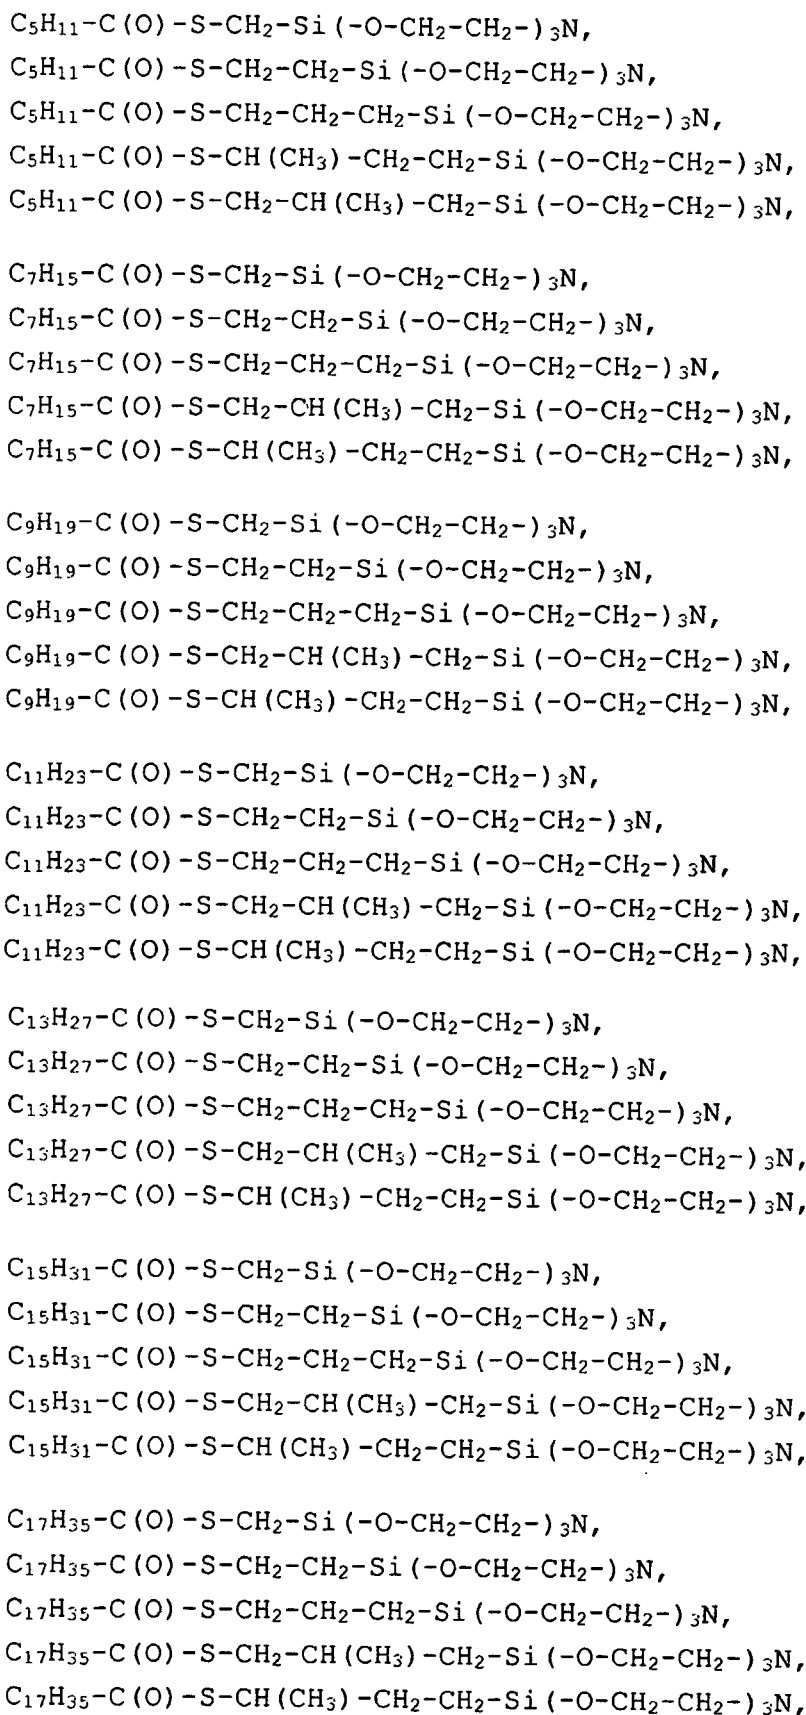 C₅H₁₁-C(O)-S-CH₂-Si(-O-CH₂-CH₂-)₃N,
C₅H₁₁-C(O)-S-CH₂-CH₂-Si(-O-CH₂-CH₂-)₃N,
C₅H₁₁-C(O)-S-CH₂-CH₂-CH₂-Si(-O-CH₂-CH₂-)₃N,
C₅H₁₁-C(O)-S-CH(CH₃)-CH₂-CH₂-Si(-O-CH₂-CH₂-)₃N,
C₅H₁₁-C(O)-S-CH₂-CH(CH₃)-CH₂-Si(-O-CH₂-CH₂-)₃N,
C₇H₁₅-C(O)-S-CH₂-Si(-O-CH₂-CH₂-)₃N,
C₇H₁₅-C(O)-S-CH₂-CH₂-Si(-O-CH₂-CH₂-)₃N,
C₇H₁₅-C(O)-S-CH₂-CH₂-CH₂-Si(-O-CH₂-CH₂-)₃N,
C₇H₁₅-C(O)-S-CH₂-CH(CH₃)-CH₂-Si(-O-CH₂-CH₂-)₃N,
C₇H₁₅-C(O)-S-CH(CH₃)-CH₂-CH₂-Si(-O-CH₂-CH₂-)₃N,
C₉H₁₉-C(O)-S-CH₂-Si(-O-CH₂-CH₂-)₃N,
C₉H₁₉-C(O)-S-CH₂-CH₂-Si(-O-CH₂-CH₂-)₃N,
C₉H₁₉-C(O)-S-CH₂-CH₂-CH₂-Si(-O-CH₂-CH₂-)₃N,
C₉H₁₉-C(O)-S-CH₂-CH(CH₃)-CH₂-Si(-O-CH₂-CH₂-)₃N,
C₉H₁₉-C(O)-S-CH(CH₃)-CH₂-CH₂-Si(-O-CH₂-CH₂-)₃N,
C₁₁H₂₃-C(O)-S-CH₂-Si(-O-CH₂-CH₂-)₃N,
C₁₁H₂₃-C(O)-S-CH₂-CH₂-Si(-O-CH₂-CH₂-)₃N,
C₁₁H₂₃-C(O)-S-CH₂-CH₂-CH₂-Si(-O-CH₂-CH₂-)₃N,
C₁₁H₂₃-C(O)-S-CH₂-CH(CH₃)-CH₂-Si(-O-CH₂-CH₂-)₃N,
C₁₁H₂₃-C(O)-S-CH(CH₃)-CH₂-CH₂-Si(-O-CH₂-CH₂-)₃N,
C₁₃H₂₇-C(O)-S-CH₂-Si(-O-CH₂-CH₂-)₃N,
C₁₃H₂₇-C(O)-S-CH₂-CH₂-Si(-O-CH₂-CH₂-)₃N,
C₁₃H₂₇-C(O)-S-CH₂-CH₂-CH₂-Si(-O-CH₂-CH₂-)₃N,
C₁₃H₂₇-C(O)-S-CH₂-CH(CH₃)-CH₂-Si(-O-CH₂-CH₂-)₃N,
C₁₃H₂₇-C(O)-S-CH(CH₃)-CH₂-CH₂-Si(-O-CH₂-CH₂-)₃N,
C₁₅H₃₁-C(O)-S-CH₂-Si(-O-CH₂-CH₂-)₃N,
C₁₅H₃₁-C(O)-S-CH₂-CH₂-Si(-O-CH₂-CH₂-)₃N,
C₁₅H₃₁-C(O)-S-CH₂-CH₂-CH₂-Si(-O-CH₂-CH₂-)₃N,
C₁₅H₃₁-C(O)-S-CH₂-CH(CH₃)-CH₂-Si(-O-CH₂-CH₂-)₃N,
C₁₅H₃₁-C(O)-S-CH(CH₃)-CH₂-CH₂-Si(-O-CH₂-CH₂-)₃N,
C₁₇H₃₅-C(O)-S-CH₂-Si(-O-CH₂-CH₂-)₃N,
C₁₇H₃₅-C(O)-S-CH₂-CH₂-Si(-O-CH₂-CH₂-)₃N,
C₁₇H₃₅-C(O)-S-CH₂-CH₂-CH₂-Si(-O-CH₂-CH₂-)₃N,
C₁₇H₃₅-C(O)-S-CH₂-CH(CH₃)-CH₂-Si(-O-CH₂-CH₂-)₃N,
C₁₇H₃₅-C(O)-S-CH(CH₃)-CH₂-CH₂-Si(-O-CH₂-CH₂-)₃N,